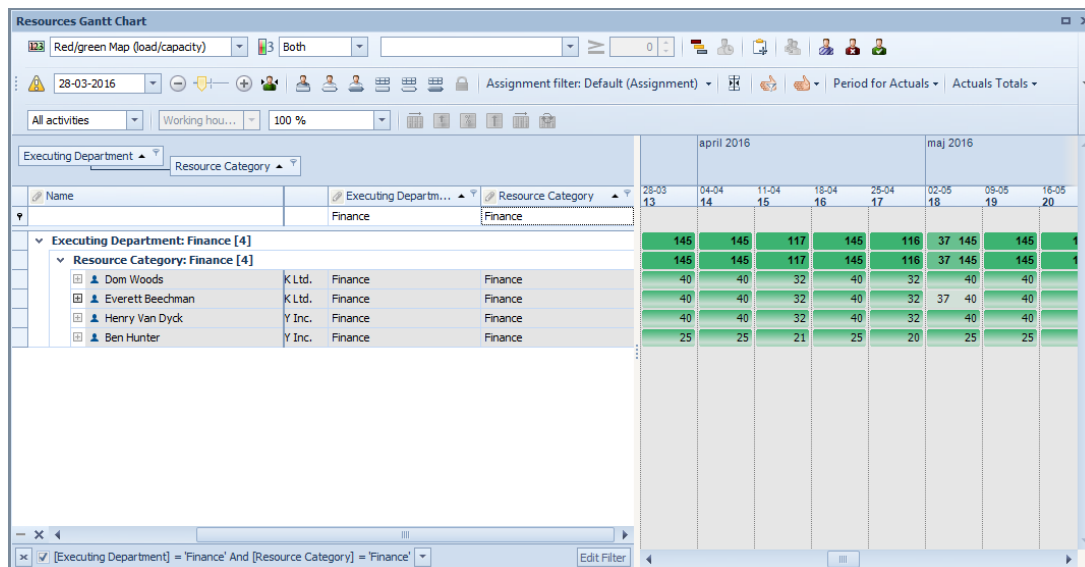 Resources Gantt Chart
123 Red/green Map (load/capacity) 3 Both ≥ 0
28-03-2016 Assignment filter: Default (Assignment) Period for Actuals Actuals Totals
All activities Working hou... 100 %
Executing Department
Resource Category
april 2016 maj 2016
Name Executing Departm... Resource Category 28-03 04-04 11-04 18-04 25-04 02-05 09-05 16-05
13 14 15 16 17 18 19 20
Finance Finance
Executing Department: Finance [4] 145 145 117 145 116 37 145 145 1
Resource Category: Finance [4] 145 145 117 145 116 37 145 145 1
Dom Woods K Ltd. Finance Finance 40 40 32 40 32 40 40
Everett Beechman K Ltd. Finance Finance 40 40 32 40 32 37 40 40
Henry Van Dyck Y Inc. Finance Finance 40 40 32 40 32 40 40
Ben Hunter Y Inc. Finance Finance 25 25 21 25 20 25 25
[Executing Department] = 'Finance' And [Resource Category] = 'Finance' Edit Filter